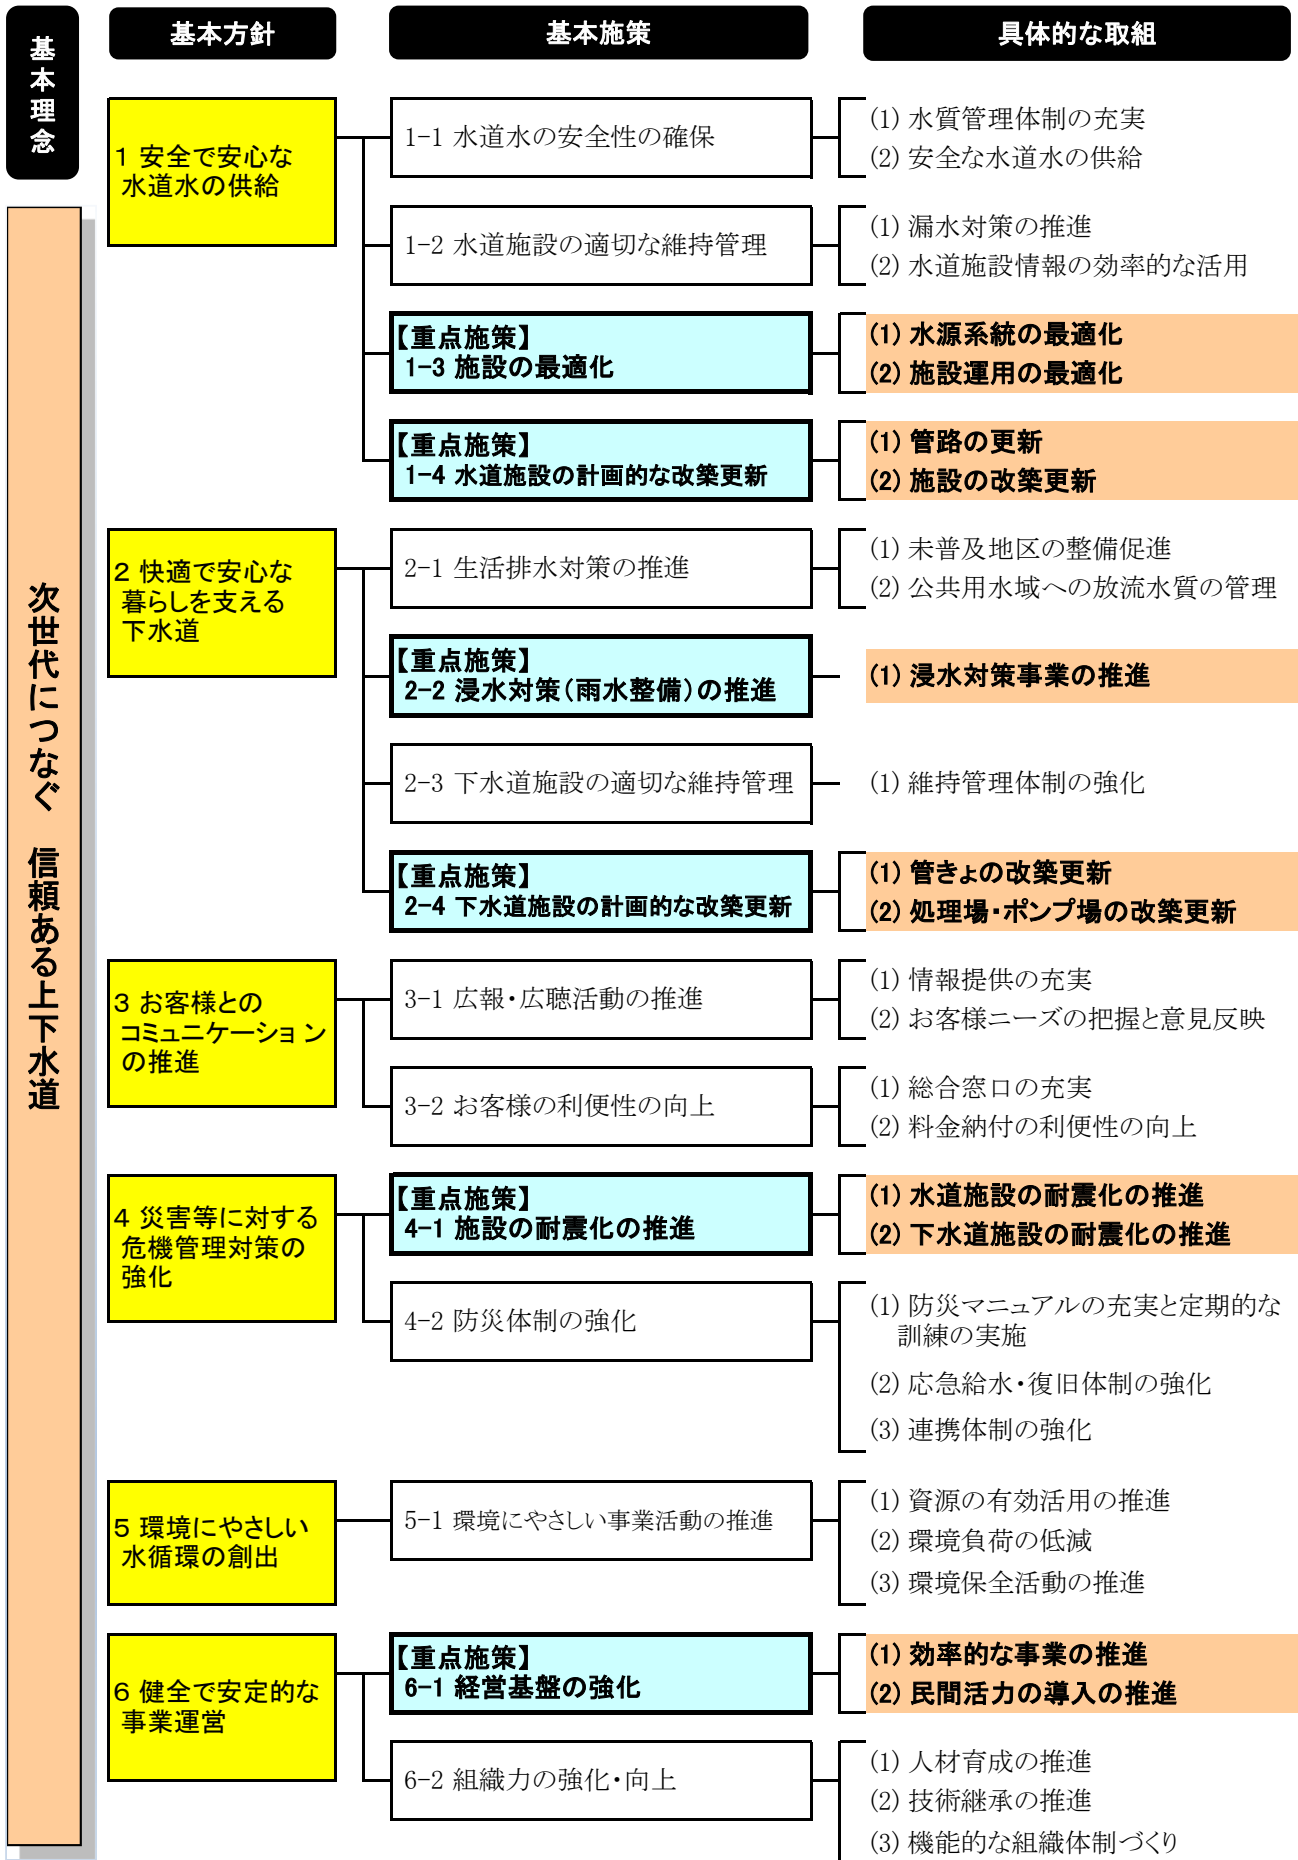 基本理念
次世代につなぐ 信頼ある上下水道
基本方針
基本施策
具体的な取組
1 安全で安心な
水道水の供給
1-1 水道水の安全性の確保
(1) 水質管理体制の充実
(2) 安全な水道水の供給
1-2 水道施設の適切な維持管理
(1) 漏水対策の推進
(2) 水道施設情報の効率的な活用
【重点施策】
1-3 施設の最適化
(1) 水源系統の最適化
(2) 施設運用の最適化
【重点施策】
1-4 水道施設の計画的な改築更新
(1) 管路の更新
(2) 施設の改築更新
2 快適で安心な
暮らしを支える
下水道
2-1 生活排水対策の推進
(1) 未普及地区の整備促進
(2) 公共用水域への放流水質の管理
【重点施策】
2-2 浸水対策(雨水整備)の推進
(1) 浸水対策事業の推進
2-3 下水道施設の適切な維持管理
(1) 維持管理体制の強化
【重点施策】
2-4 下水道施設の計画的な改築更新
(1) 管きょの改築更新
(2) 処理場・ポンプ場の改築更新
3 お客様との
コミュニケーション
の推進
3-1 広報・広聴活動の推進
(1) 情報提供の充実
(2) お客様ニーズの把握と意見反映
3-2 お客様の利便性の向上
(1) 総合窓口の充実
(2) 料金納付の利便性の向上
4 災害等に対する
危機管理対策の
強化
【重点施策】
4-1 施設の耐震化の推進
(1) 水道施設の耐震化の推進
(2) 下水道施設の耐震化の推進
4-2 防災体制の強化
(1) 防災マニュアルの充実と定期的な
訓練の実施
(2) 応急給水・復旧体制の強化
(3) 連携体制の強化
5 環境にやさしい
水循環の創出
5-1 環境にやさしい事業活動の推進
(1) 資源の有効活用の推進
(2) 環境負荷の低減
(3) 環境保全活動の推進
6 健全で安定的な
事業運営
【重点施策】
6-1 経営基盤の強化
(1) 効率的な事業の推進
(2) 民間活力の導入の推進
6-2 組織力の強化・向上
(1) 人材育成の推進
(2) 技術継承の推進
(3) 機能的な組織体制づくり